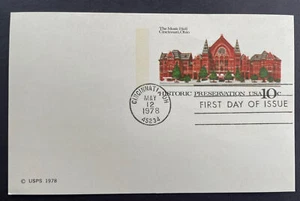 The Music Hall
Cincinnati, Ohio
HISTORIC PRESERVATION USA 10c
CINCINNATI, OH
MAY
12
1978
45234
FIRST DAY OF ISSUE
© USPS 1978